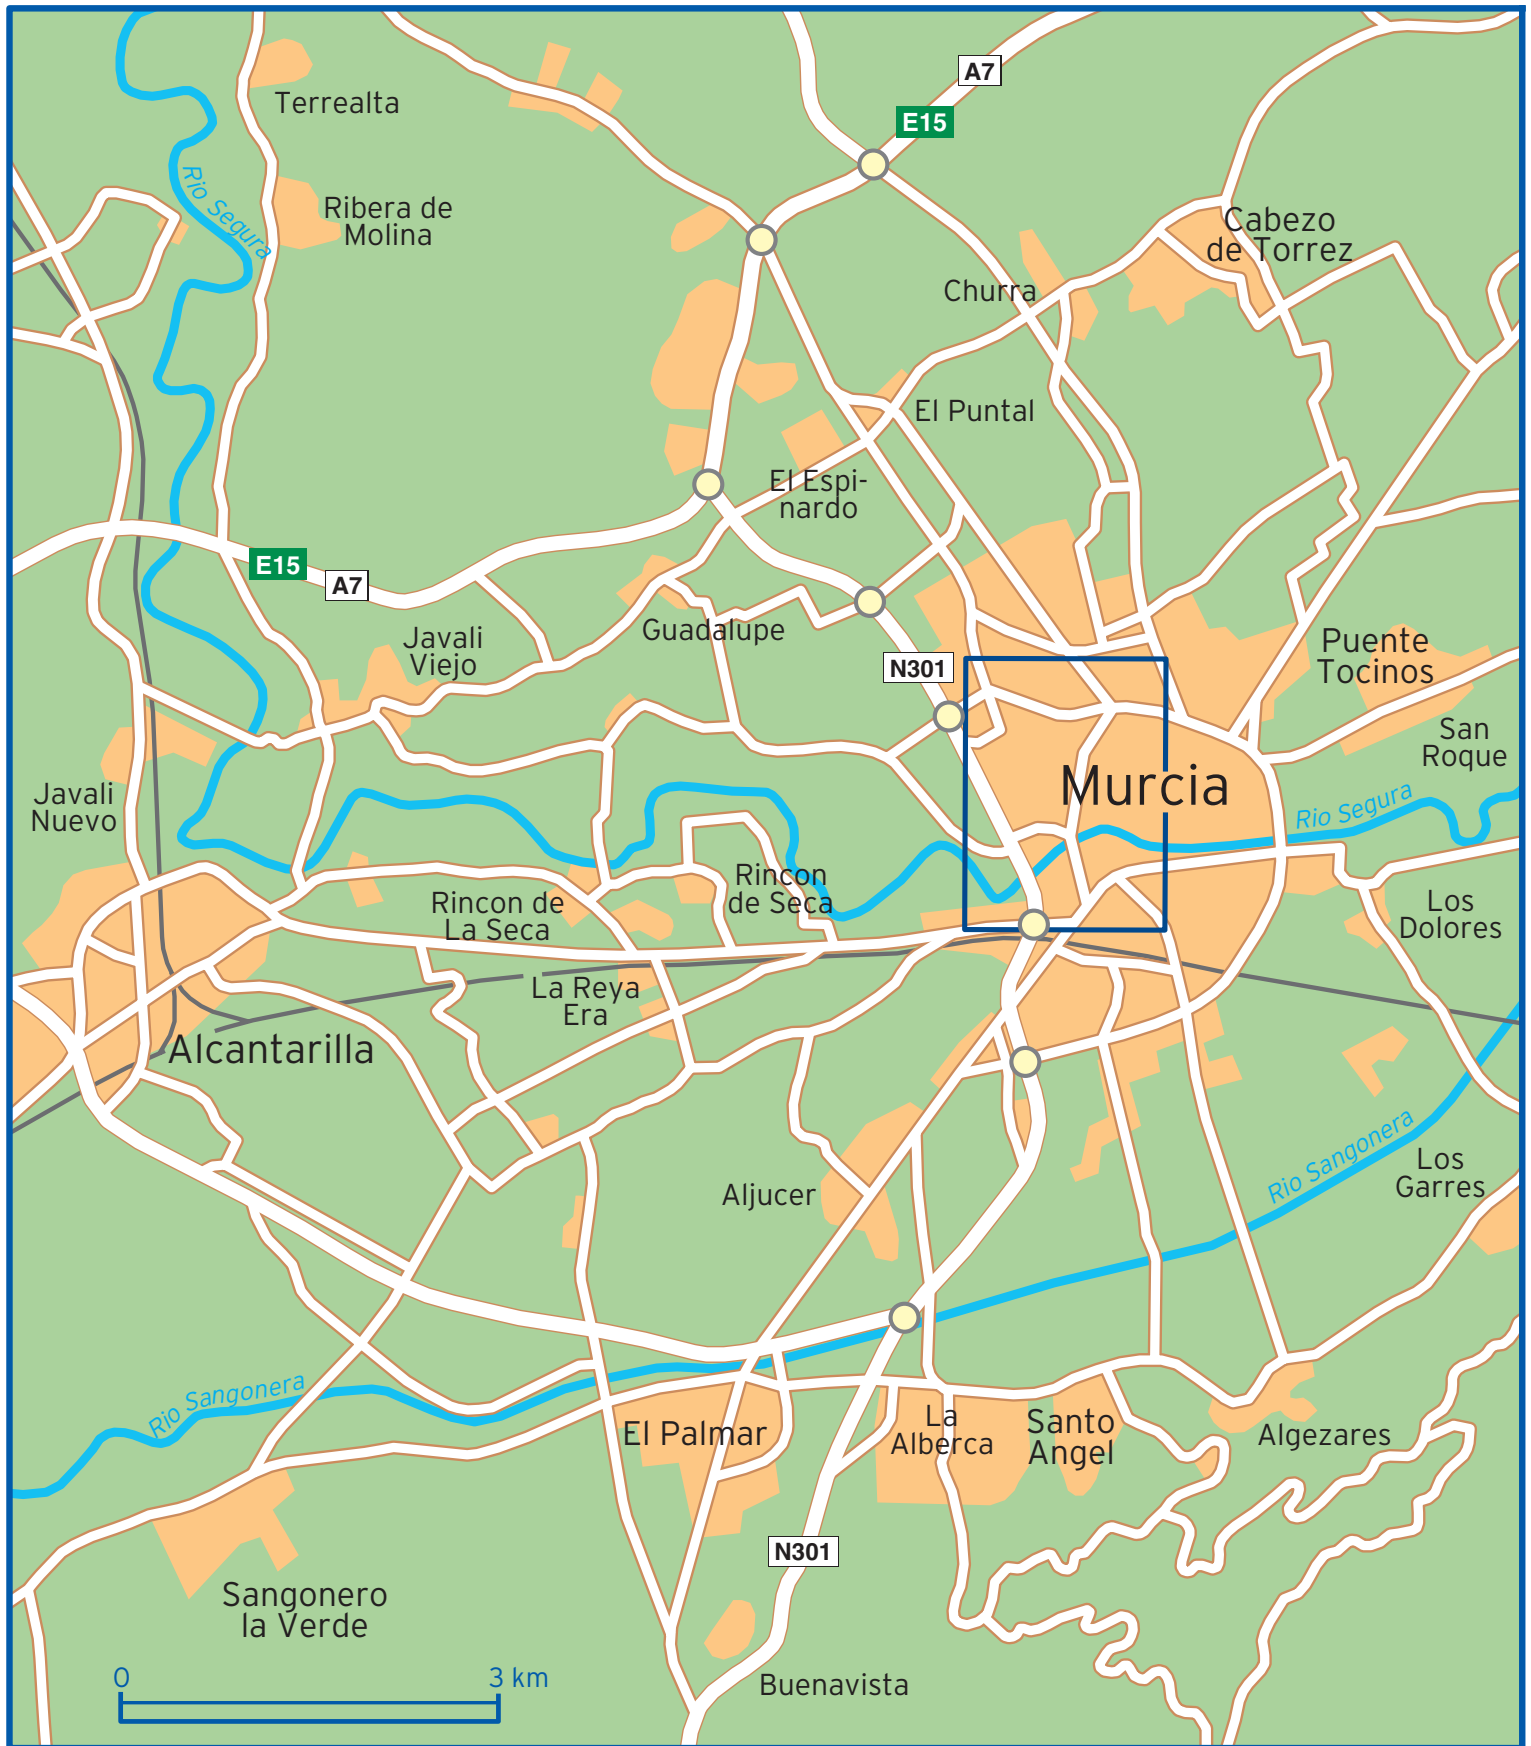 A7
Terrealta
E15
Rio Segura
Ribera de
Molina
Cabezo
de Torrez
Churra
El Puntal
El Espi-
nardo
E15
A7
Guadalupe
Javali
Viejo
N301
Puente
Tocinos
San
Roque
Murcia
Javali
Nuevo
Rio Segura
Rincon
de Seca
Rincon de
La Seca
Los
Dolores
La Reya
Era
Alcantarilla
Rio Sangonera
Los
Garres
Aljucer
Rio Sangonera
El Palmar
La
Alberca
Santo
Angel
Algezares
N301
Sangonero
la Verde
Buenavista
0
3 km